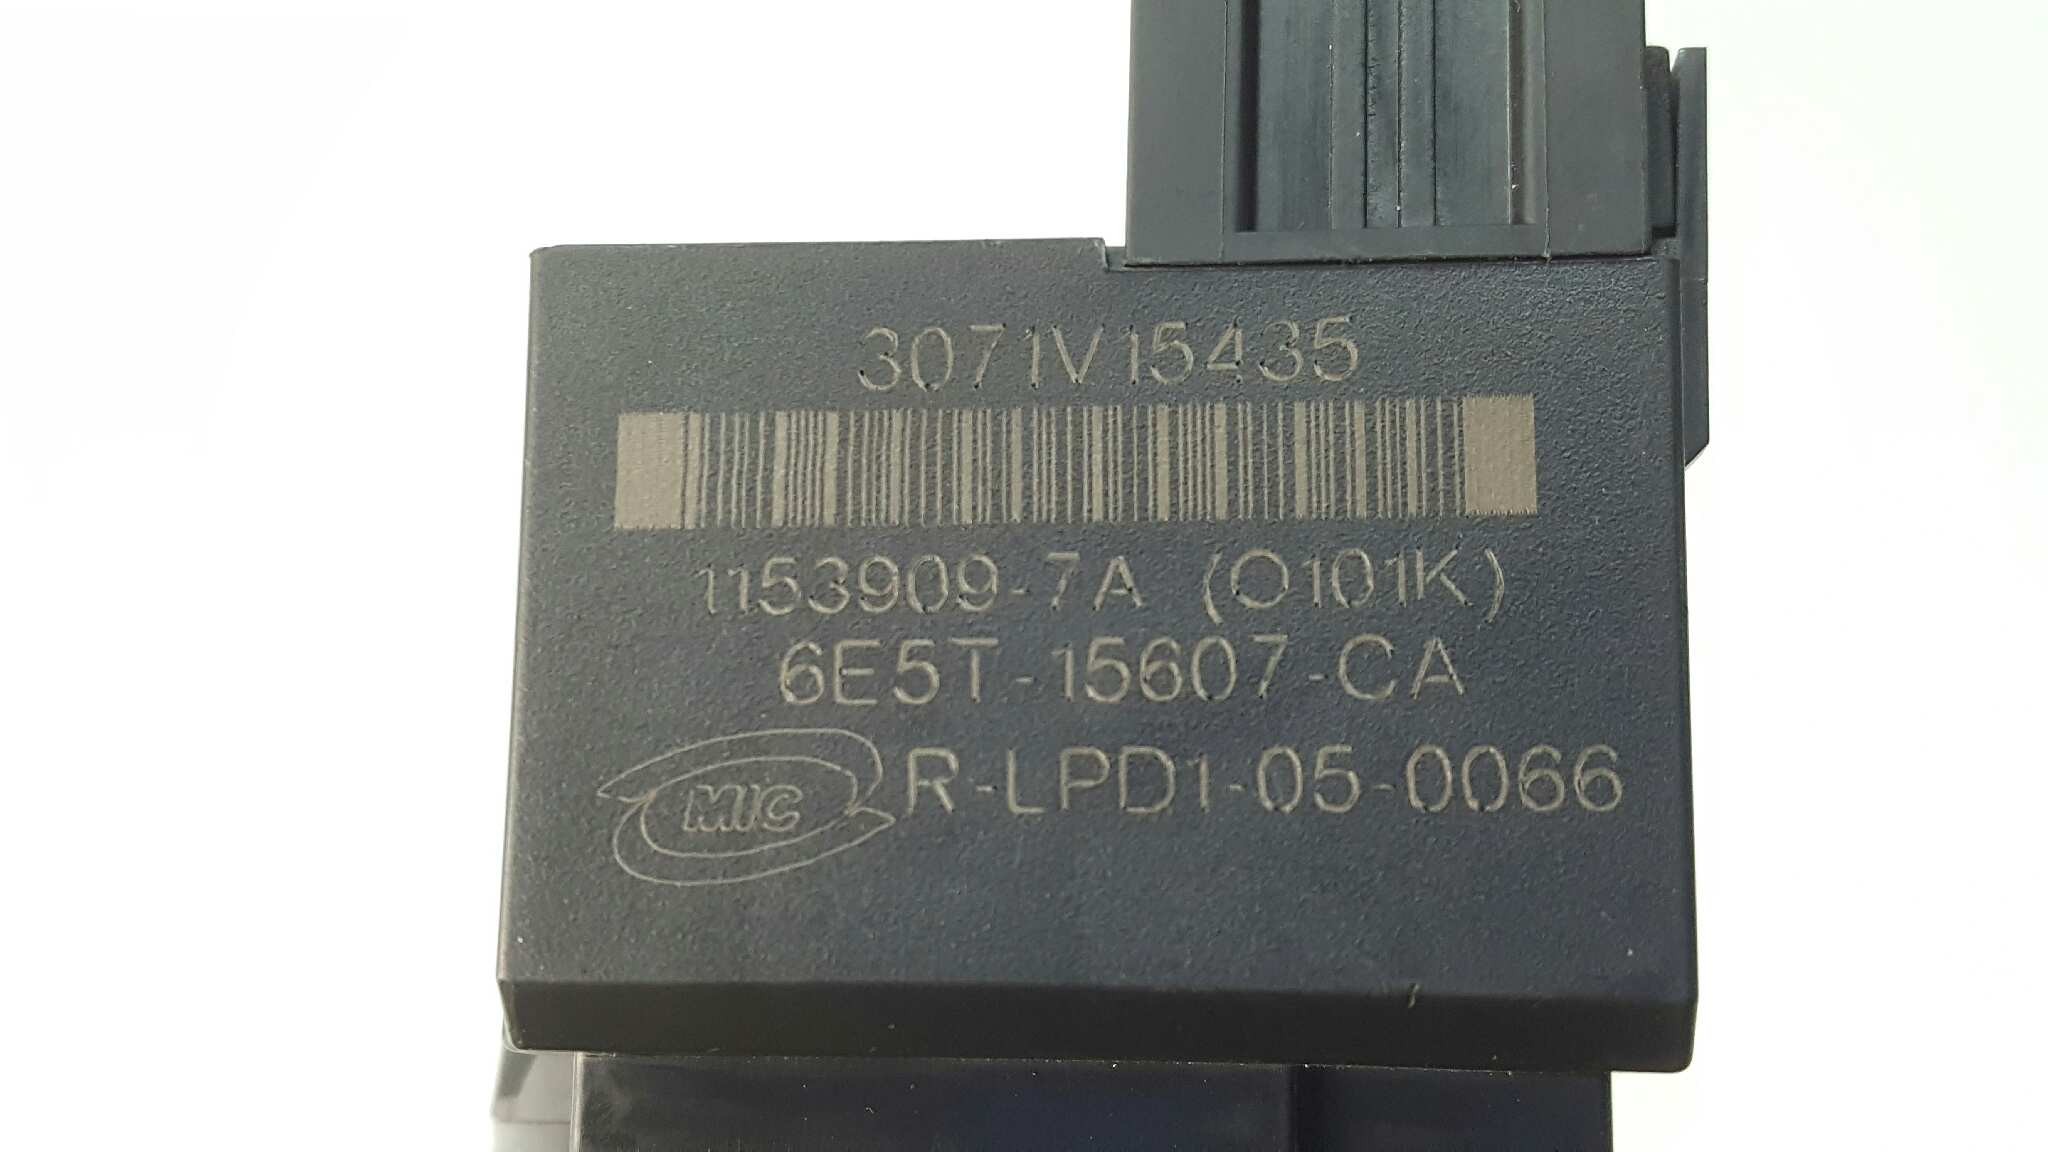 3071V15435
1153909-7A (O101K)
6E5T-15607-CA
MIC R-LPD1-05-0066